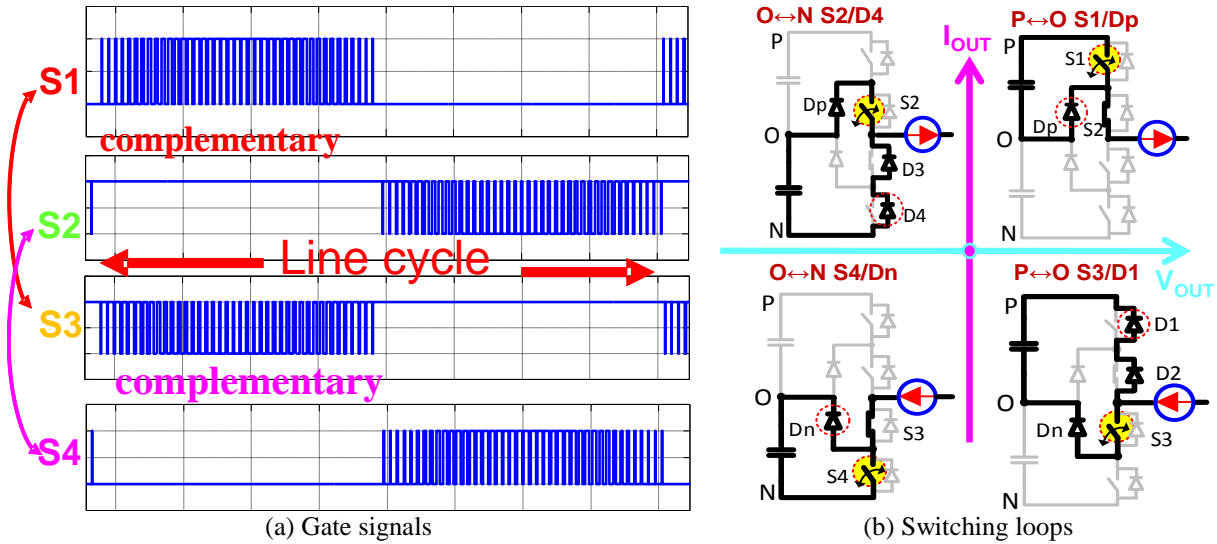 S1
complementary
S2
Line cycle
S3
complementary
S4
(a) Gate signals
O↔N S2/D4
P
Dp
S2
O
D3
D4
N
I_OUT
P↔O S1/Dp
P
S1
Dp
S2
O
N
V_OUT
O↔N S4/Dn
P
O
Dn
S3
S4
N
P↔O S3/D1
P
D1
D2
O
Dn
S3
N
(b) Switching loops